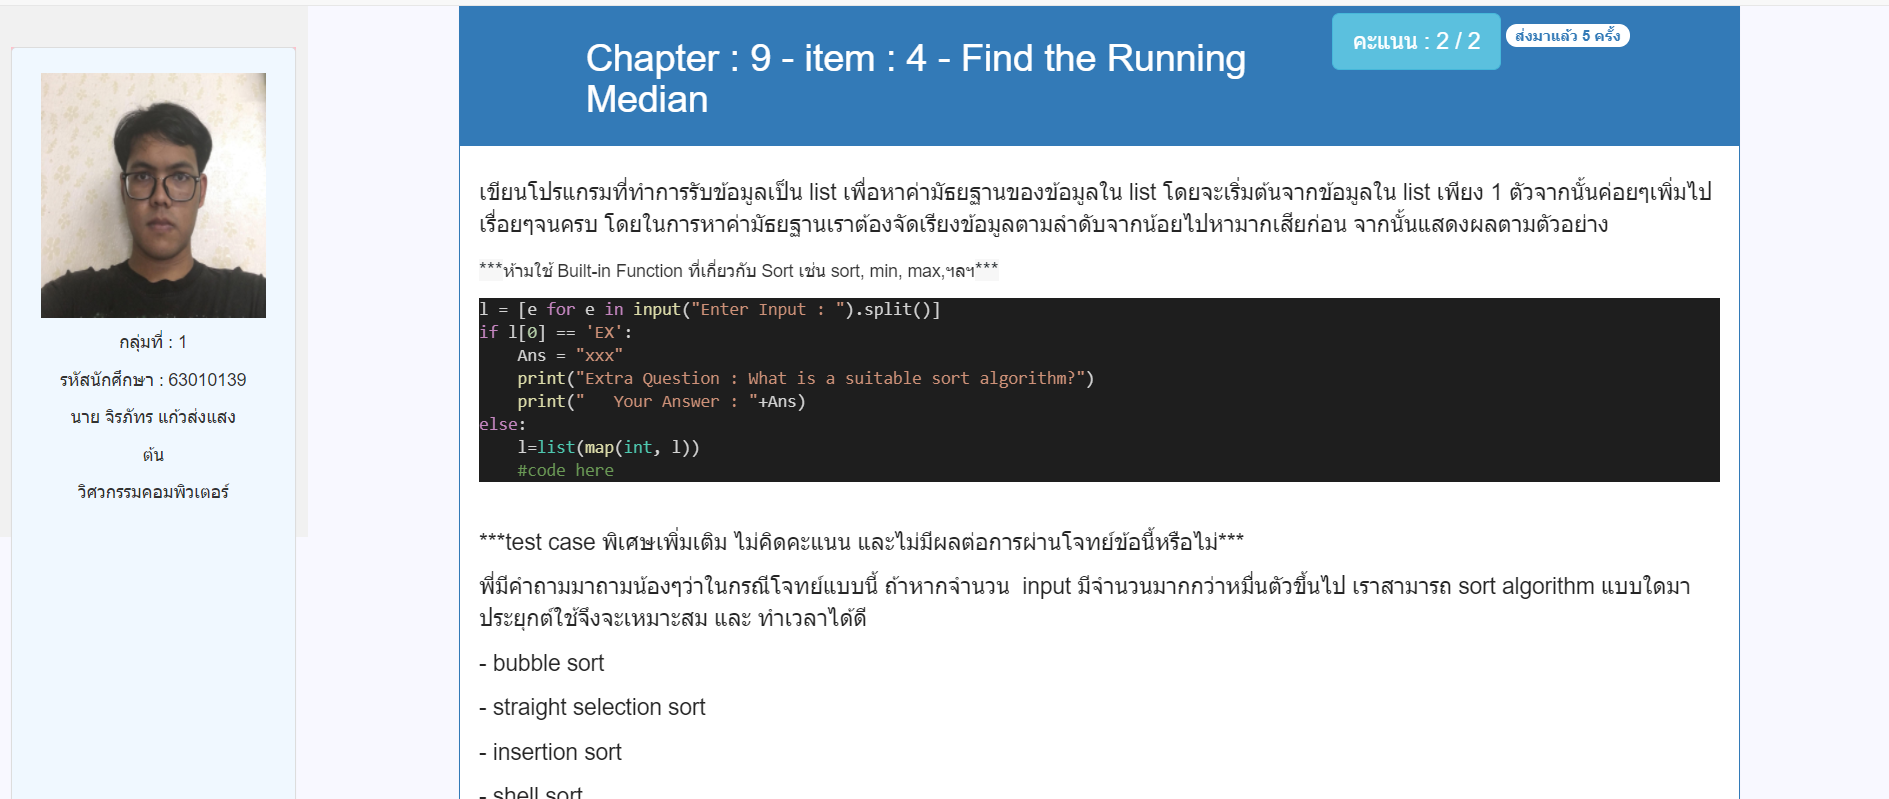 กลุ่มที่ : 1
รหัสนักศึกษา : 63010139
นาย จิรภัทร แก้วส่งแสง
ต้น
วิศวกรรมคอมพิวเตอร์
Chapter : 9 - item : 4 - Find the Running
Median
คะแนน : 2 / 2
ส่งมาแล้ว 5 ครั้ง
เขียนโปรแกรมที่ทำการรับข้อมูลเป็น list เพื่อหาค่ามัธยฐานของข้อมูลใน list โดยจะเริ่มต้นจากข้อมูลใน list เพียง 1 ตัวจากนั้นค่อยๆเพิ่มไป
เรื่อยๆจนครบ โดยในการหาค่ามัธยฐานเราต้องจัดเรียงข้อมูลตามลำดับจากน้อยไปหามากเสียก่อน จากนั้นแสดงผลตามตัวอย่าง
***ห้ามใช้ Built-in Function ที่เกี่ยวกับ Sort เช่น sort, min, max,ฯลฯ***
l = [e for e in input("Enter Input : ").split()]
if l[0] == 'EX':
    Ans = "xxx"
    print("Extra Question : What is a suitable sort algorithm?")
    print("   Your Answer : "+Ans)
else:
    l=list(map(int, l))
    #code here
***test case พิเศษเพิ่มเติม ไม่คิดคะแนน และไม่มีผลต่อการผ่านโจทย์ข้อนี้หรือไม่***
พี่มีคำถามมาถามน้องๆว่าในกรณีโจทย์แบบนี้ ถ้าหากจำนวน  input มีจำนวนมากกว่าหมื่นตัวขึ้นไป เราสามารถ sort algorithm แบบใดมา
ประยุกต์ใช้จึงจะเหมาะสม และ ทำเวลาได้ดี
- bubble sort
- straight selection sort
- insertion sort
- shell sort